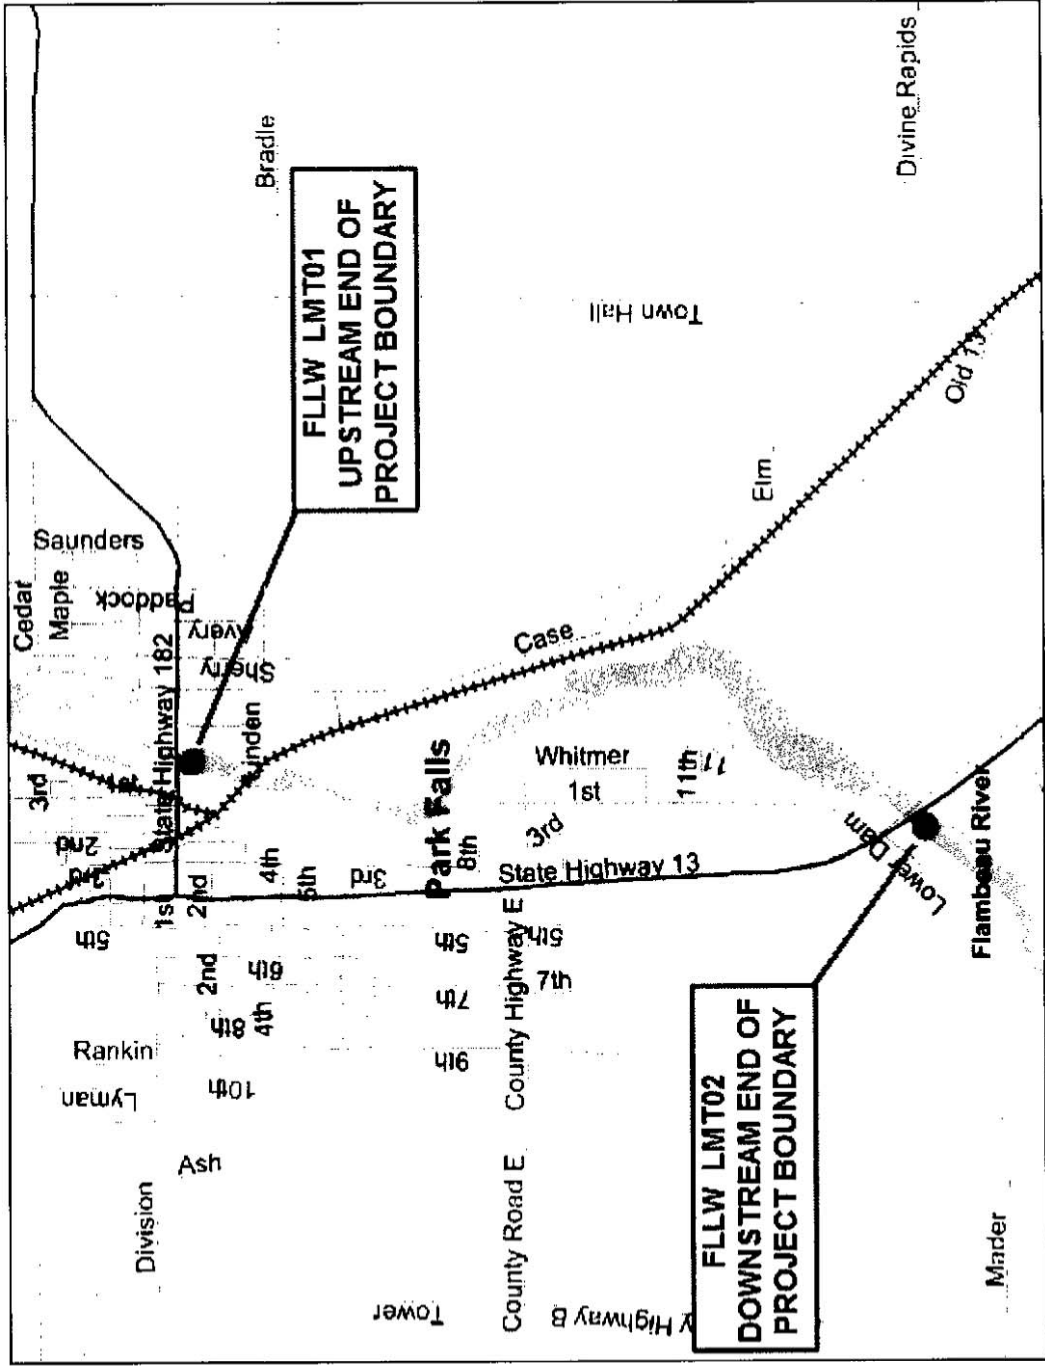 Cedar
Maple
Saunders
3rd
2nd
3rd
5th
Rankin
Lyman
Division
Paddock
State Highway 182
1st
1st
2nd
Ash
Avery
Sherry
Linden
2nd
4th
6th
8th
4th
10th
Bradle
FLLW LMT01
UPSTREAM END OF
PROJECT BOUNDARY
5th
3rd
Park Falls
8th
5th
7th
9th
Tower
Case
Whitmer
1st
3rd
State Highway 13
County Highway E
County Road E
5th
7th
y Highway B
11th
11
Town Hall
Elm
FLLW LMT02
DOWNSTREAM END OF
PROJECT BOUNDARY
Lower Dam
Divine Rapids
Old 13
Flambeau River
Mader